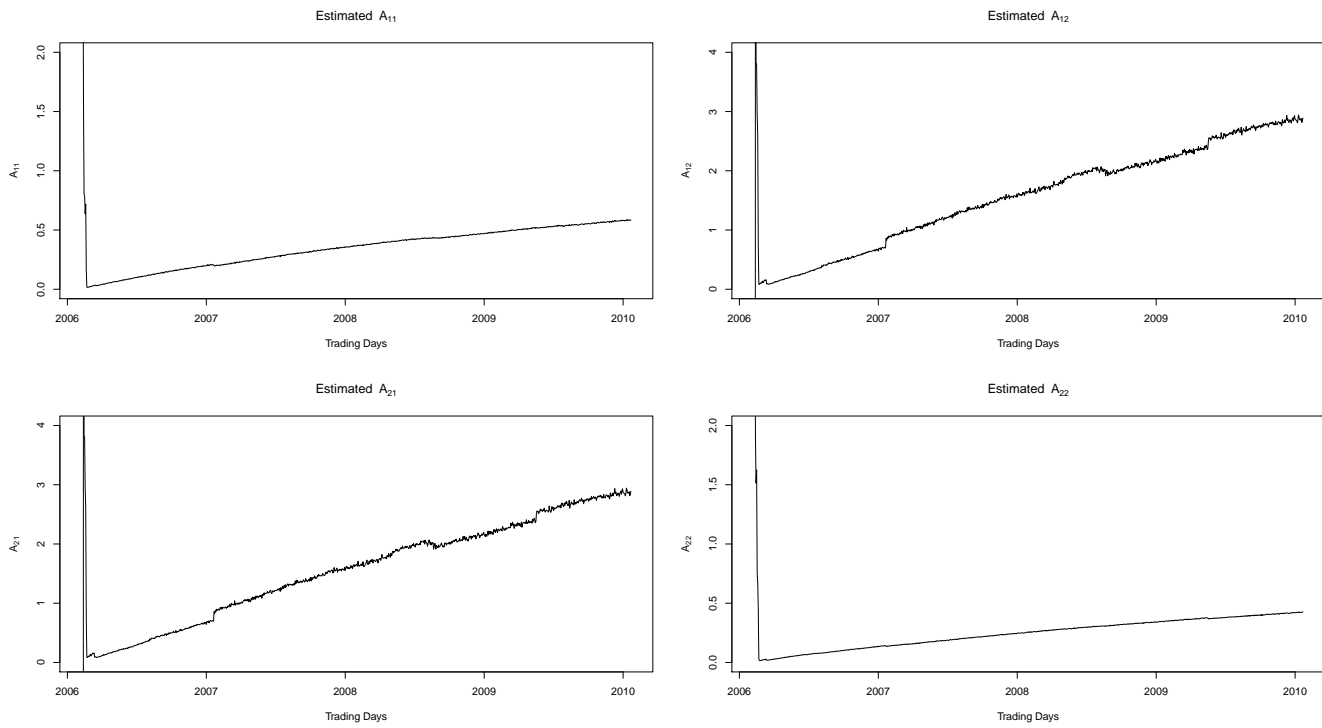 Estimated A₁₁
A₁₁
2.0
1.5
1.0
0.5
0.0
2006 2007 2008 2009 2010
Trading Days
Estimated A₁₂
A₁₂
4
3
2
1
0
2006 2007 2008 2009 2010
Trading Days
Estimated A₂₁
A₂₁
4
3
2
1
0
2006 2007 2008 2009 2010
Trading Days
Estimated A₂₂
A₂₂
2.0
1.5
1.0
0.5
0.0
2006 2007 2008 2009 2010
Trading Days